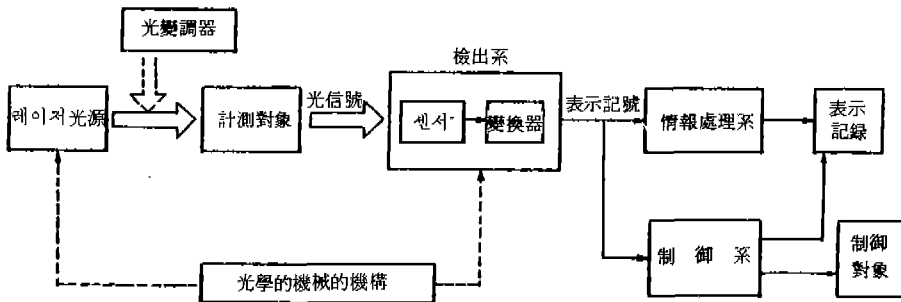 光變調器
레이저光源
計測對象
光信號
檢出系
센서
變換器
表示記號
情報處理系
表示
記録
制御系
制御
對象
光學的機械的機構